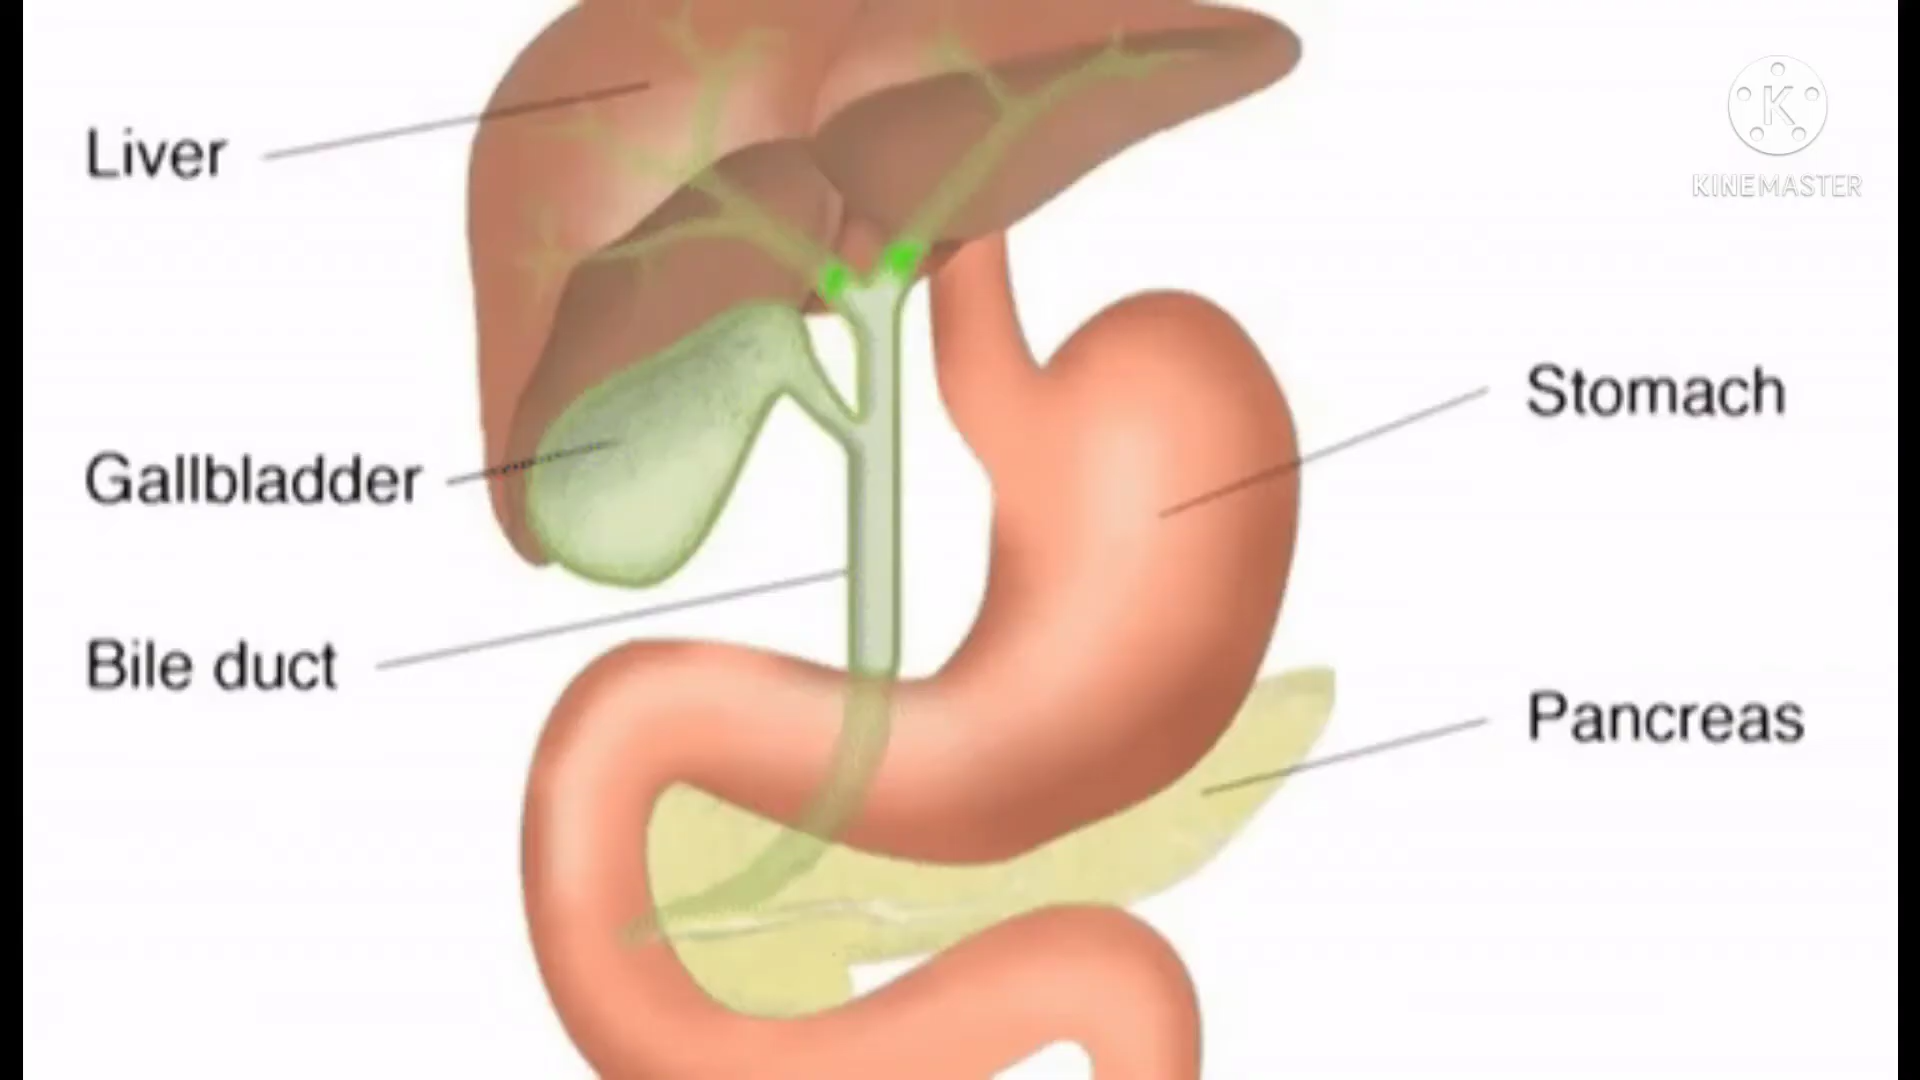 Liver
KINEMASTER
Stomach
Gallbladder
Bile duct
Pancreas